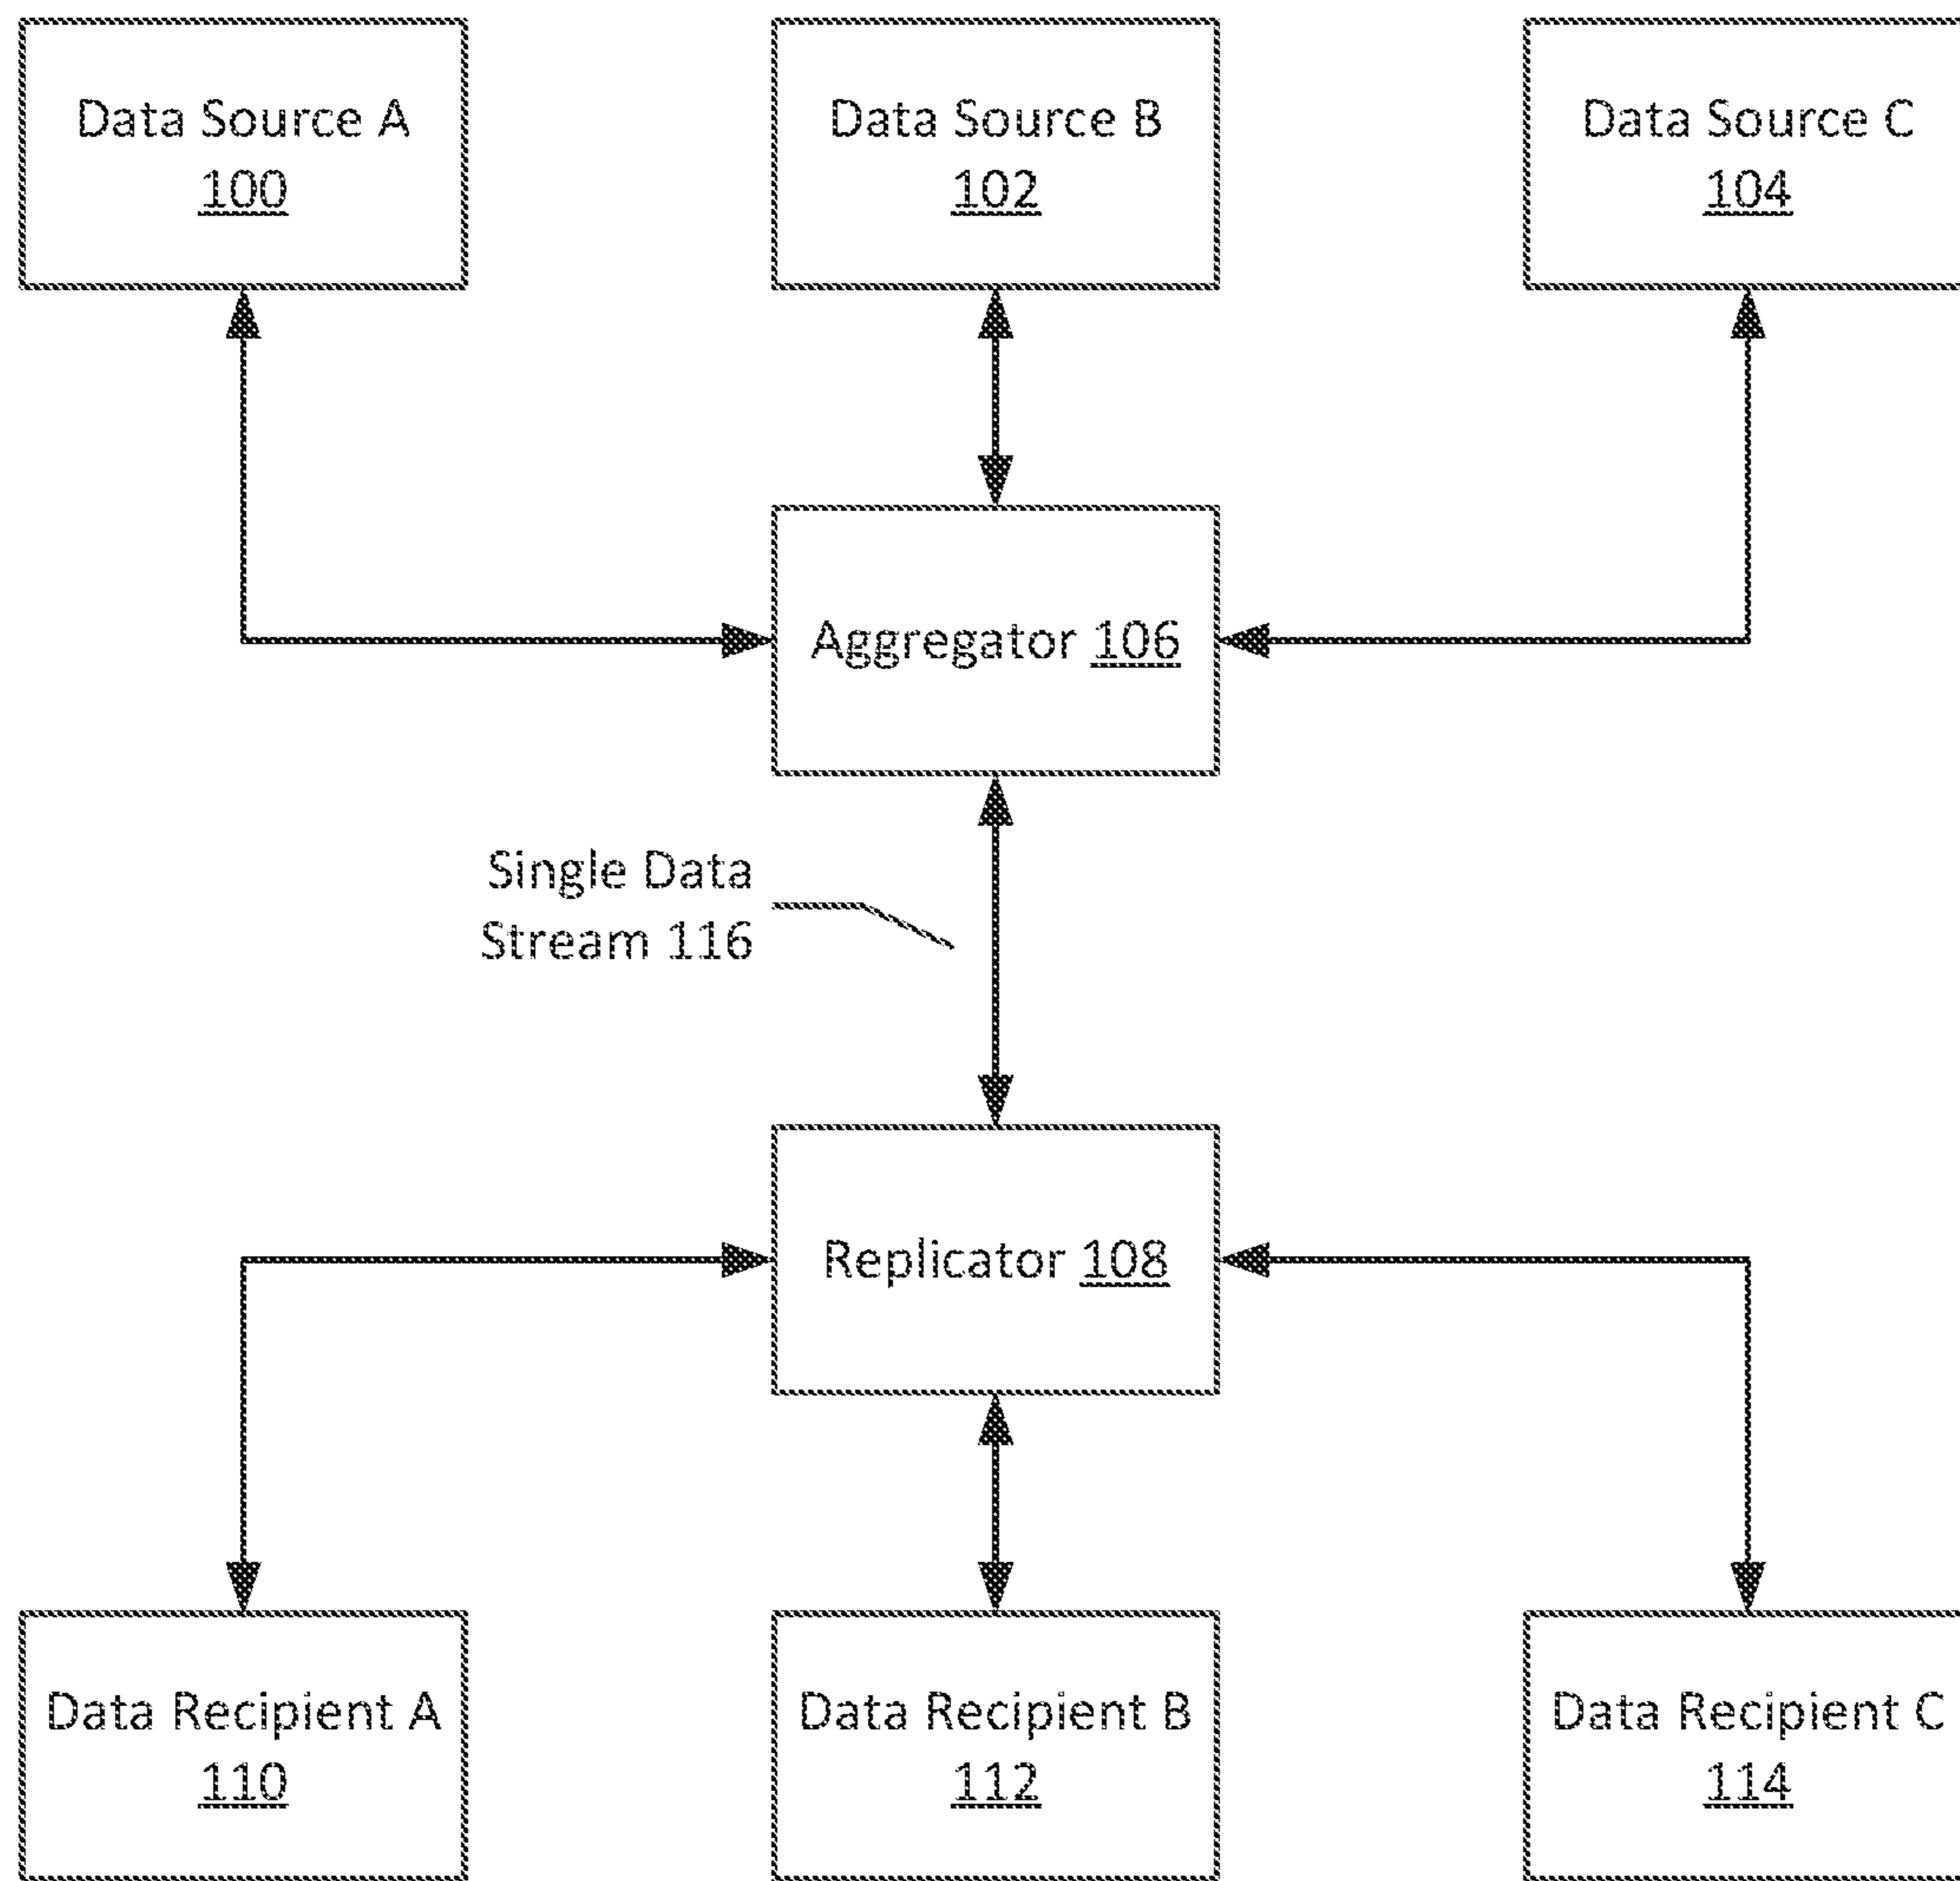 Data Source A
100
Data Source B
102
Data Source C
104
Aggregator 106
Single Data
Stream 116
Replicator 108
Data Recipient A
110
Data Recipient B
112
Data Recipient C
114